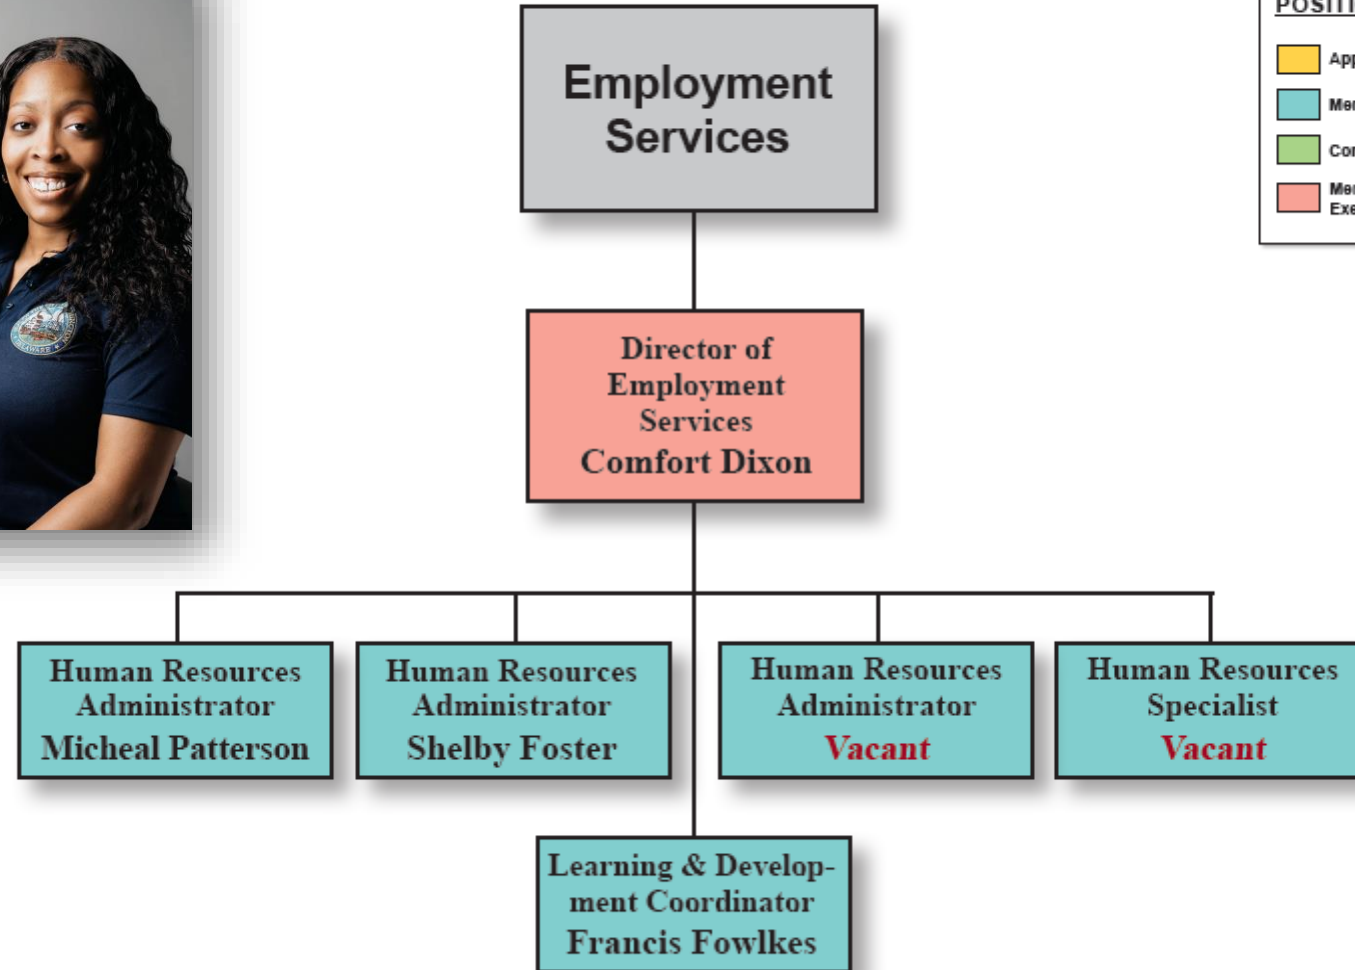 Employment
Services
Director of
Employment
Services
Comfort Dixon
Human Resources
Administrator
Micheal Patterson
Human Resources
Administrator
Shelby Foster
Human Resources
Administrator
Vacant
Human Resources
Specialist
Vacant
Learning & Develop-
ment Coordinator
Francis Fowlkes